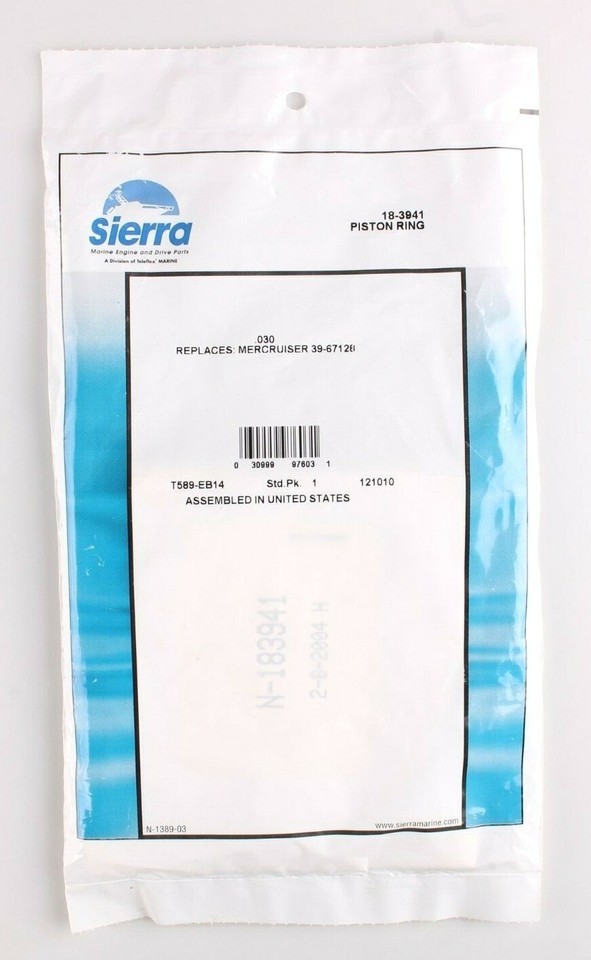 Sierra
Marine Engine and Drive Parts
A Division of Teleflex MARINE
18-3941
PISTON RING
.030
REPLACES: MERCRUISER 39-67128
0 30999 97603 1
T589-EB14 Std.Pk. 1 121010
ASSEMBLED IN UNITED STATES
N-183941
2-6-2004 H
N-1389-03
www.sierramarine.com